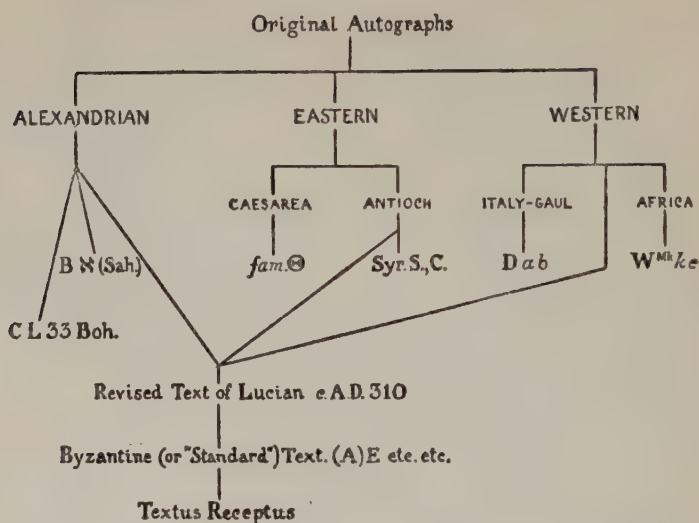 Original Autographs
ALEXANDRIAN EASTERN WESTERN
CAESAREA ANTIOCH ITALY-GAUL AFRICA
B ℵ (Sah.) fam.Θ Syr.S.,C. D a b W^Mk k e
C L 33 Boh.
Revised Text of Lucian c.A.D. 310
Byzantine (or "Standard") Text. (A) E etc. etc.
Textus Receptus